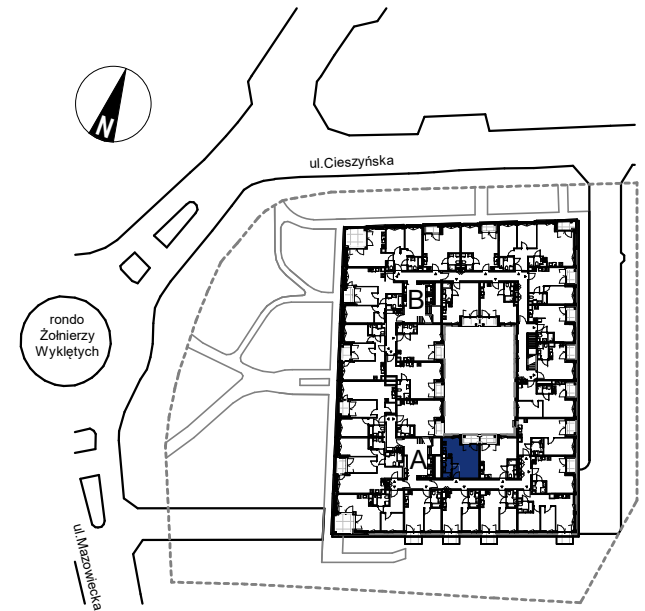 N
ul.Cieszyńska
rondo
Żołnierzy
Wyklętych
B
A
ul.Mazowiecka